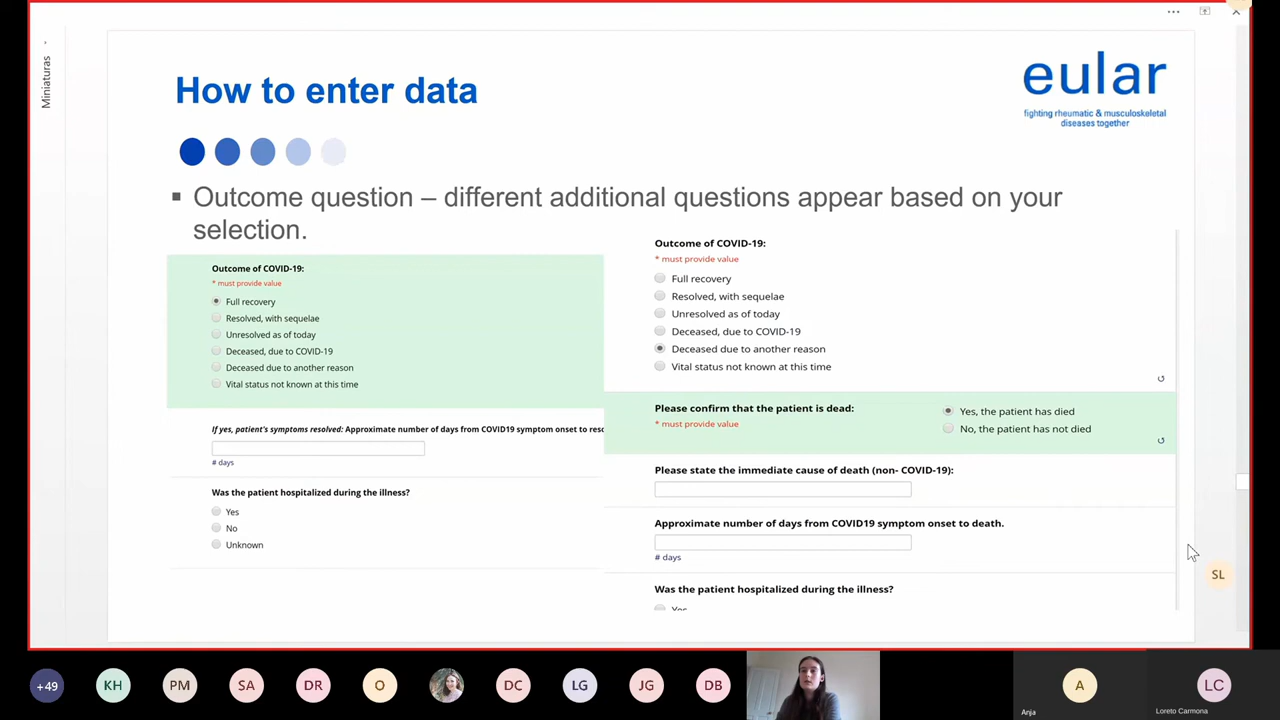 Miniaturas
How to enter data
eular
fighting rheumatic & musculoskeletal
diseases together
▪ Outcome question – different additional questions appear based on your
selection.
Outcome of COVID-19:
* must provide value
Full recovery
Resolved, with sequelae
Unresolved as of today
Deceased, due to COVID-19
Deceased due to another reason
Vital status not known at this time
If yes, patient's symptoms resolved: Approximate number of days from COVID19 symptom onset to reso
# days
Was the patient hospitalized during the illness?
Yes
No
Unknown
Outcome of COVID-19:
* must provide value
Full recovery
Resolved, with sequelae
Unresolved as of today
Deceased, due to COVID-19
Deceased due to another reason
Vital status not known at this time
Please confirm that the patient is dead:
* must provide value
Yes, the patient has died
No, the patient has not died
Please state the immediate cause of death (non- COVID-19):
Approximate number of days from COVID19 symptom onset to death.
# days
Was the patient hospitalized during the illness?
Yes
SL
+49
KH
PM
SA
DR
O
DC
LG
JG
DB
A
Anja
LC
Loreto Carmona